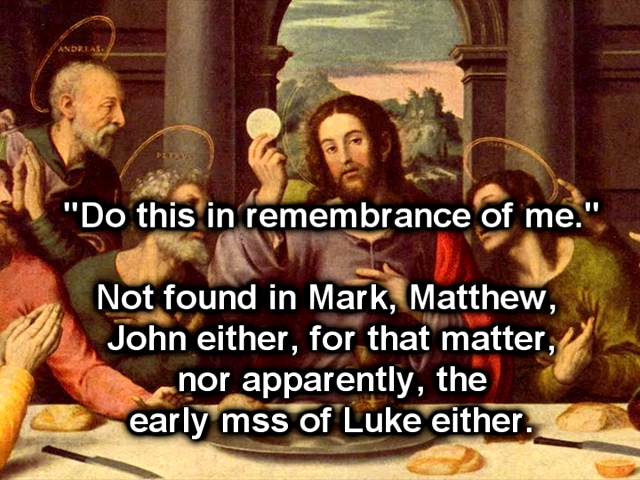 ANDREAS.
PETRVS
"Do this in remembrance of me."
Not found in Mark, Matthew,
John either, for that matter,
nor apparently, the
early mss of Luke either.